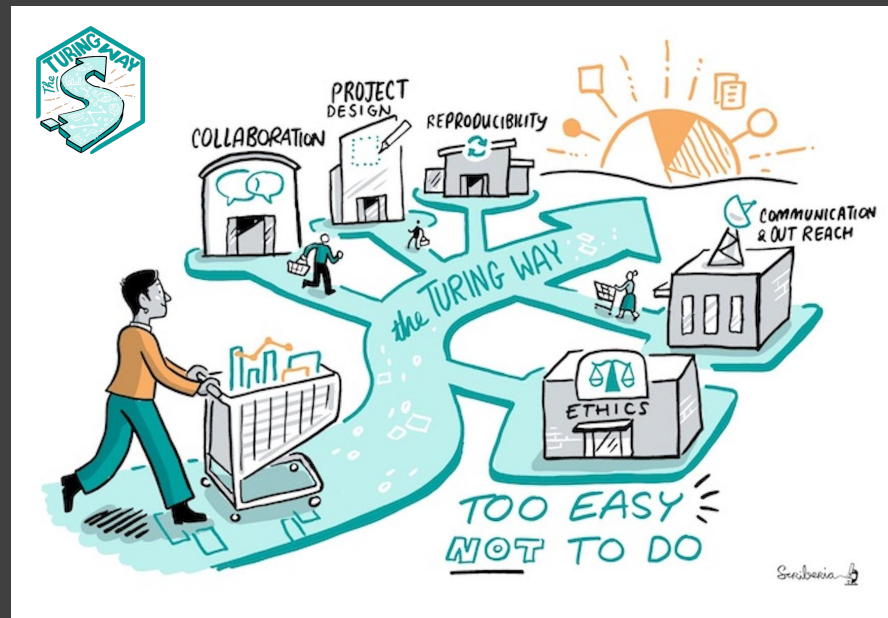 The TURING WAY
COLLABORATION
PROJECT
DESIGN
REPRODUCIBILITY
COMMUNICATION
& OUT REACH
the TURING WAY
ETHICS
TOO EASY
NOT TO DO
Scriberia